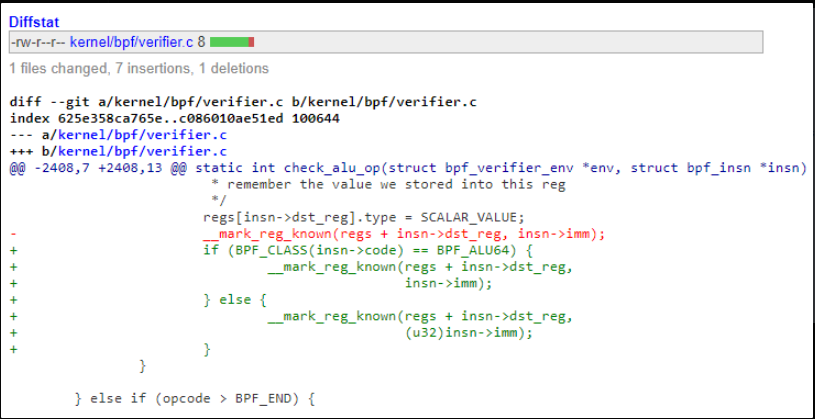 Diffstat
-rw-r--r-- kernel/bpf/verifier.c 8
1 files changed, 7 insertions, 1 deletions
diff --git a/kernel/bpf/verifier.c b/kernel/bpf/verifier.c
index 625e358ca765e..c086010ae51ed 100644
--- a/kernel/bpf/verifier.c
+++ b/kernel/bpf/verifier.c
@@ -2408,7 +2408,13 @@ static int check_alu_op(struct bpf_verifier_env *env, struct bpf_insn *insn)
 * remember the value we stored into this reg
 */
 regs[insn->dst_reg].type = SCALAR_VALUE;
- __mark_reg_known(regs + insn->dst_reg, insn->imm);
+ if (BPF_CLASS(insn->code) == BPF_ALU64) {
+ __mark_reg_known(regs + insn->dst_reg,
+ insn->imm);
+ } else {
+ __mark_reg_known(regs + insn->dst_reg,
+ (u32)insn->imm);
+ }
 }
 } else if (opcode > BPF_END) {